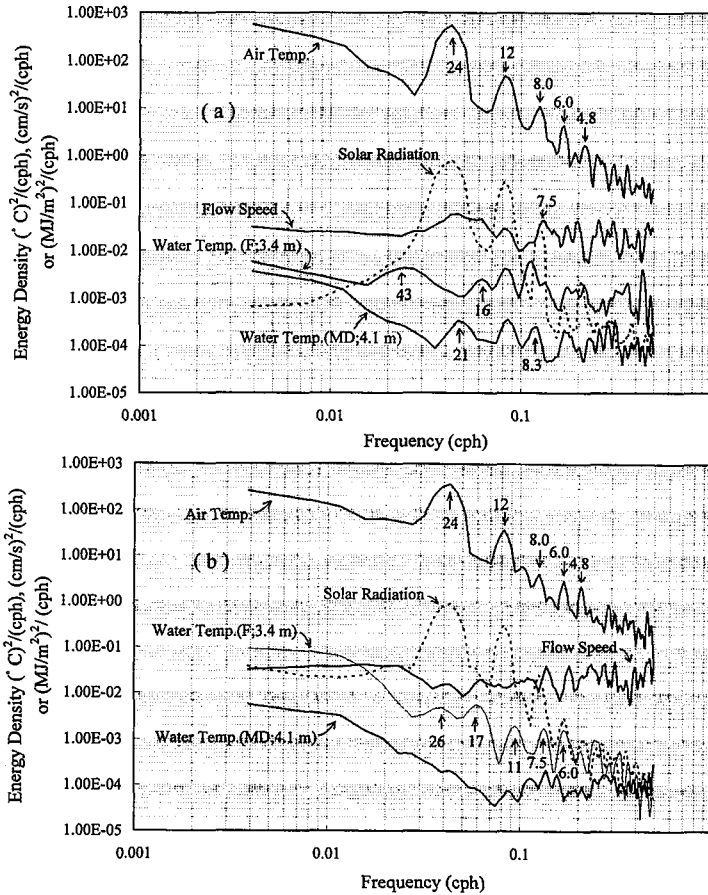 1.00E+03
1.00E+02
1.00E+01
1.00E+00
1.00E-01
1.00E-02
1.00E-03
1.00E-04
1.00E-05
Energy Density (°C)²/(cph), (cm/s)²/(cph)
or (MJ/m²)²/(cph)
Air Temp.
24
12
8.0
6.0
4.8
( a )
Solar Radiation
Flow Speed
7.5
Water Temp. (F;3.4 m)
43
16
Water Temp.(MD;4.1 m)
21
8.3
0.001
0.01
0.1
1
Frequency (cph)
1.00E+03
1.00E+02
1.00E+01
1.00E+00
1.00E-01
1.00E-02
1.00E-03
1.00E-04
1.00E-05
Energy Density (°C)²/(cph), (cm/s)²/(cph)
or (MJ/m²)²/(cph)
Air Temp.
24
12
8.0
6.0
4.8
( b )
Solar Radiation
Water Temp.(F;3.4 m)
Flow Speed
Water Temp.(MD;4.1 m)
26
17
11
7.5
6.0
0.001
0.01
0.1
1
Frequency (cph)